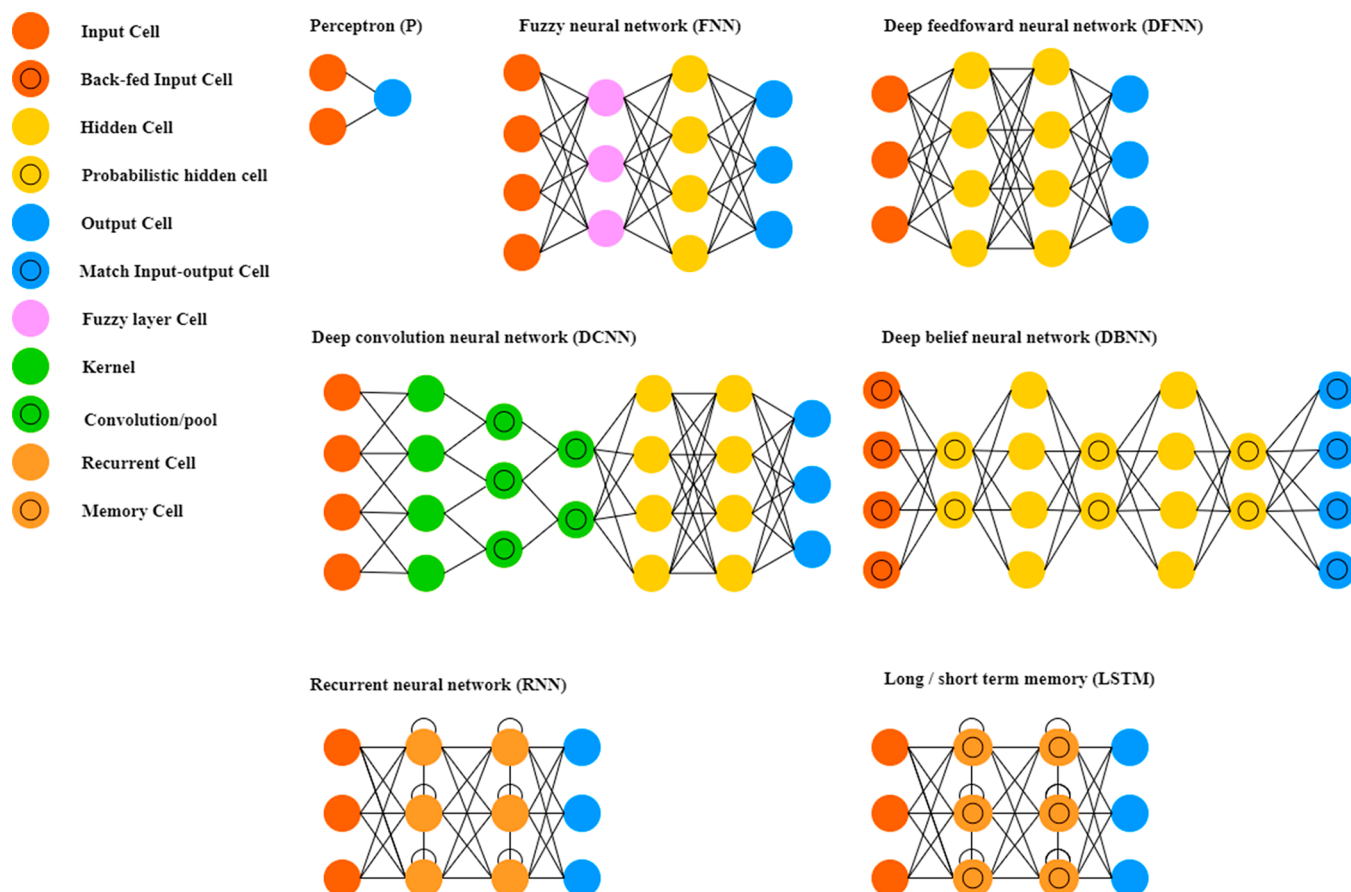 Input Cell
Back-fed Input Cell
Hidden Cell
Probabilistic hidden cell
Output Cell
Match Input-output Cell
Fuzzy layer Cell
Kernel
Convolution/pool
Recurrent Cell
Memory Cell
Perceptron (P)
Fuzzy neural network (FNN)
Deep feedfoward neural network (DFNN)
Deep convolution neural network (DCNN)
Deep belief neural network (DBNN)
Recurrent neural network (RNN)
Long / short term memory (LSTM)